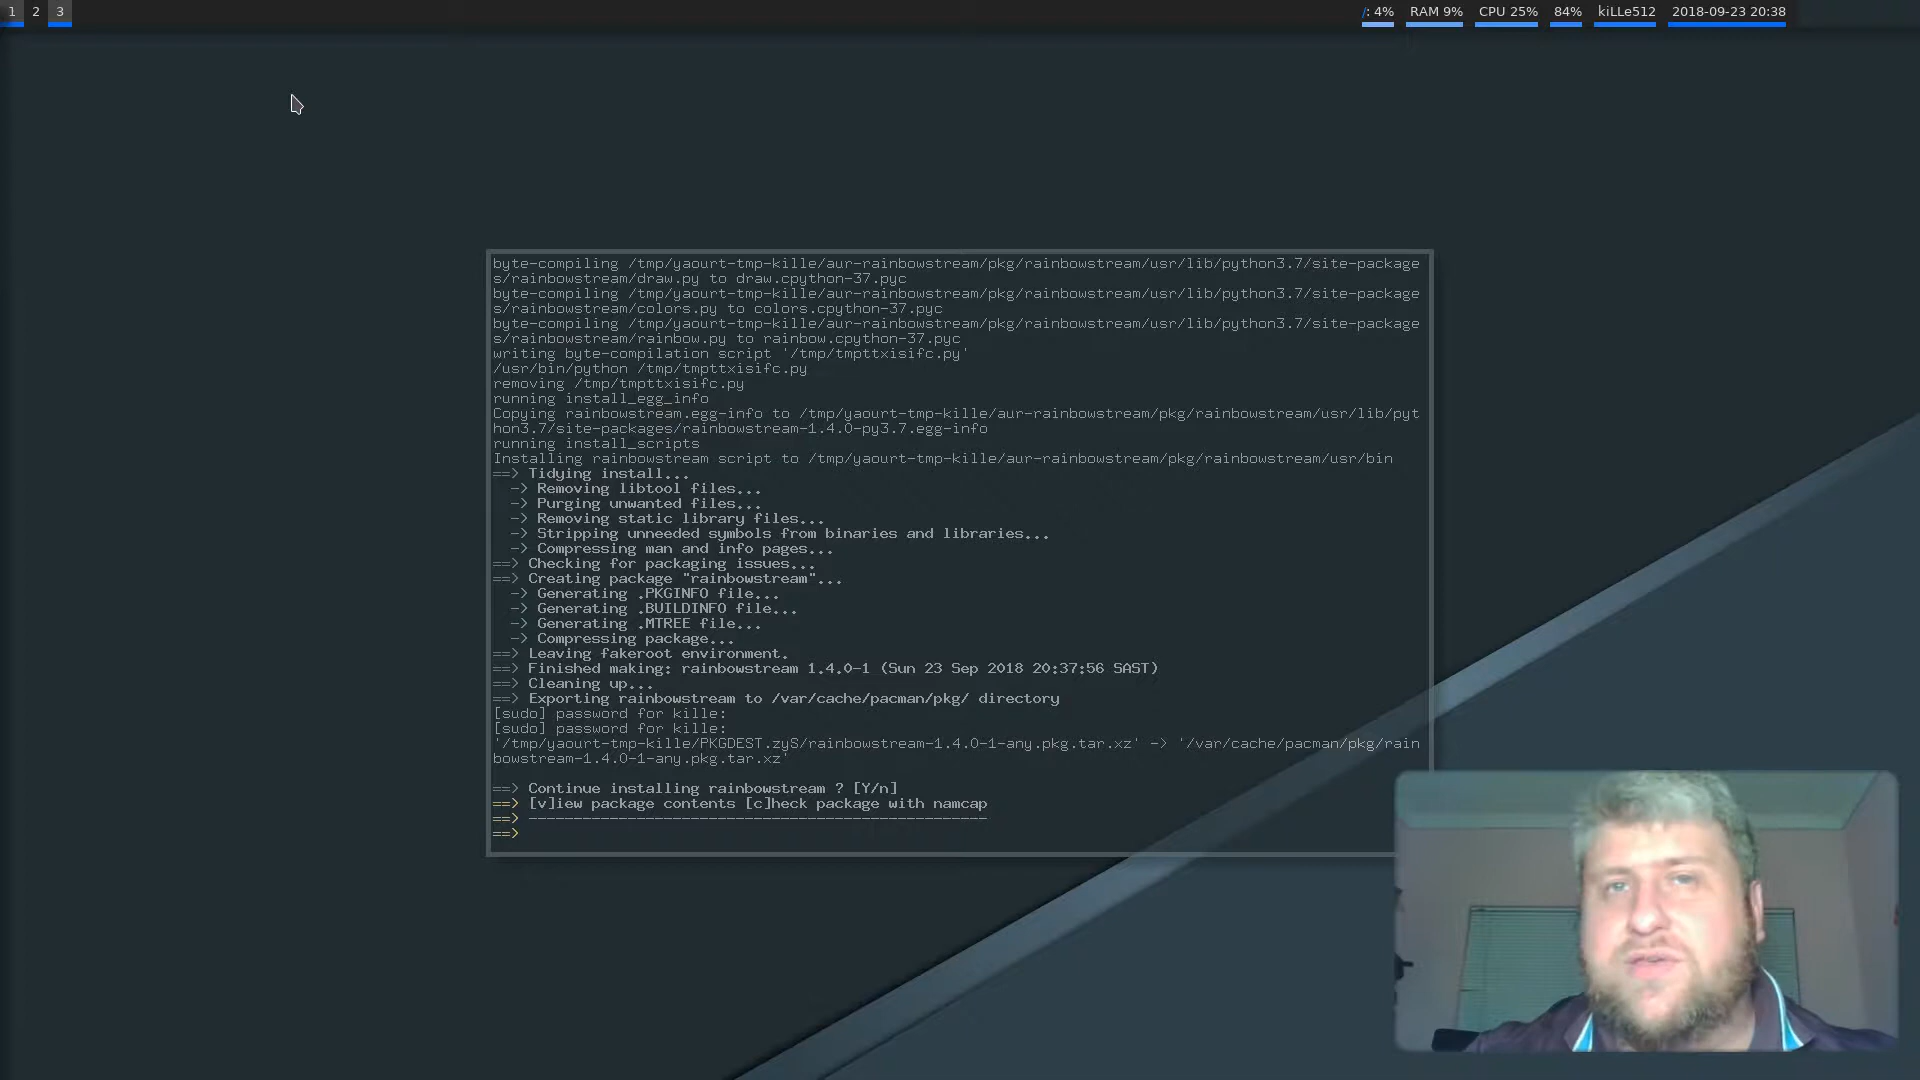 1 2 3 /: 4% RAM 9% CPU 25% 84% kiLLe512 2018-09-23 20:38
byte-compiling /tmp/yaourt-tmp-kille/aur-rainbowstream/pkg/rainbowstream/usr/lib/python3.7/site-package
s/rainbowstream/draw.py to draw.cpython-37.pyc
byte-compiling /tmp/yaourt-tmp-kille/aur-rainbowstream/pkg/rainbowstream/usr/lib/python3.7/site-package
s/rainbowstream/colors.py to colors.cpython-37.pyc
byte-compiling /tmp/yaourt-tmp-kille/aur-rainbowstream/pkg/rainbowstream/usr/lib/python3.7/site-package
s/rainbowstream/rainbow.py to rainbow.cpython-37.pyc
writing byte-compilation script '/tmp/tmpttxisifc.py'
/usr/bin/python /tmp/tmpttxisifc.py
removing /tmp/tmpttxisifc.py
running install_egg_info
Copying rainbowstream.egg-info to /tmp/yaourt-tmp-kille/aur-rainbowstream/pkg/rainbowstream/usr/lib/pyt
hon3.7/site-packages/rainbowstream-1.4.0-py3.7.egg-info
running install_scripts
Installing rainbowstream script to /tmp/yaourt-tmp-kille/aur-rainbowstream/pkg/rainbowstream/usr/bin
==> Tidying install...
  -> Removing libtool files...
  -> Purging unwanted files...
  -> Removing static library files...
  -> Stripping unneeded symbols from binaries and libraries...
  -> Compressing man and info pages...
==> Checking for packaging issues...
==> Creating package "rainbowstream"...
  -> Generating .PKGINFO file...
  -> Generating .BUILDINFO file...
  -> Generating .MTREE file...
  -> Compressing package...
==> Leaving fakeroot environment.
==> Finished making: rainbowstream 1.4.0-1 (Sun 23 Sep 2018 20:37:56 SAST)
==> Cleaning up...
==> Exporting rainbowstream to /var/cache/pacman/pkg/ directory
[sudo] password for kille:
[sudo] password for kille:
'/tmp/yaourt-tmp-kille/PKGDEST.zyS/rainbowstream-1.4.0-1-any.pkg.tar.xz' -> '/var/cache/pacman/pkg/rain
bowstream-1.4.0-1-any.pkg.tar.xz'
==> Continue installing rainbowstream ? [Y/n]
==> [v]iew package contents [c]heck package with namcap
==> ---------------------------------------------------
==>